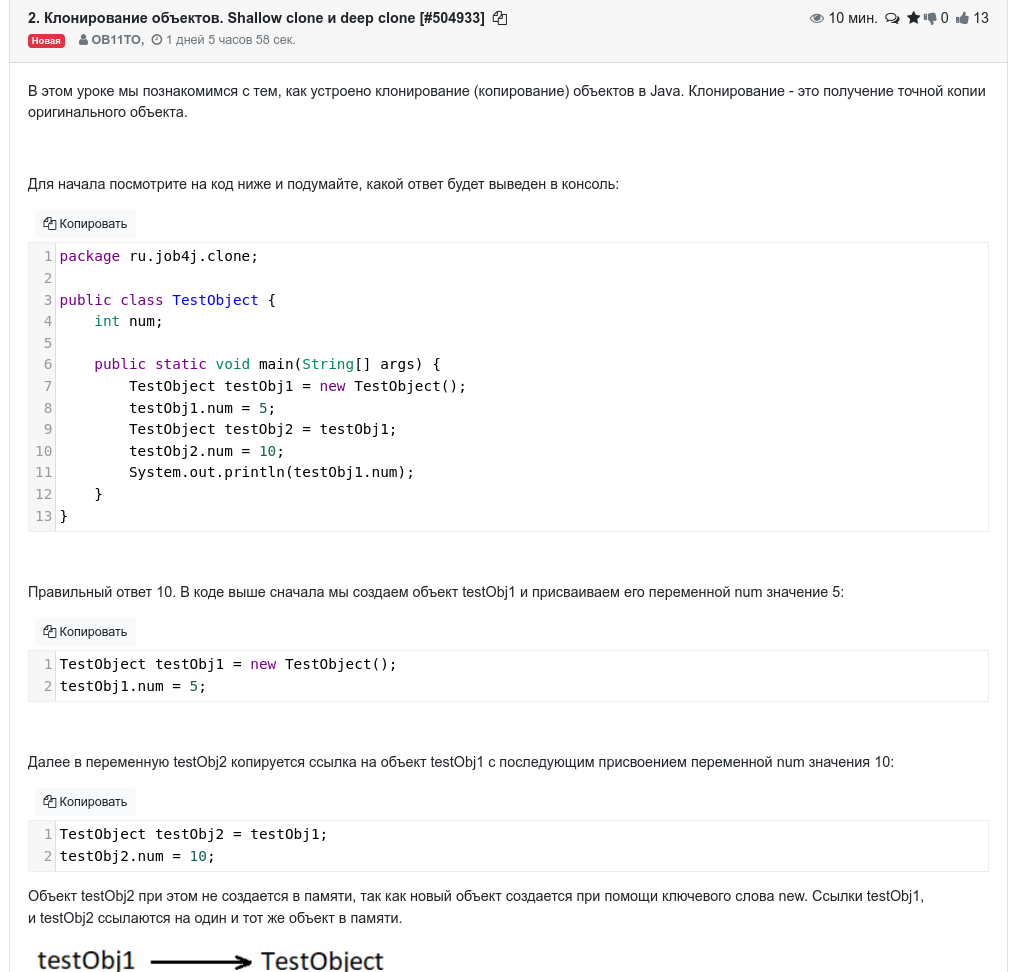 2. Клонирование объектов. Shallow clone и deep clone [#504933] 10 мин. 0 13
Новая OB11TO, 1 дней 5 часов 58 сек.
В этом уроке мы познакомимся с тем, как устроено клонирование (копирование) объектов в Java. Клонирование - это получение точной копии
оригинального объекта.
Для начала посмотрите на код ниже и подумайте, какой ответ будет выведен в консоль:
Копировать
1 package ru.job4j.clone;
2
3 public class TestObject {
4     int num;
5
6     public static void main(String[] args) {
7         TestObject testObj1 = new TestObject();
8         testObj1.num = 5;
9         TestObject testObj2 = testObj1;
10         testObj2.num = 10;
11         System.out.println(testObj1.num);
12     }
13 }
Правильный ответ 10. В коде выше сначала мы создаем объект testObj1 и присваиваем его переменной num значение 5:
Копировать
1 TestObject testObj1 = new TestObject();
2 testObj1.num = 5;
Далее в переменную testObj2 копируется ссылка на объект testObj1 с последующим присвоением переменной num значения 10:
Копировать
1 TestObject testObj2 = testObj1;
2 testObj2.num = 10;
Объект testObj2 при этом не создается в памяти, так как новый объект создается при помощи ключевого слова new. Ссылки testObj1,
и testObj2 ссылаются на один и тот же объект в памяти.
testObj1 TestObject